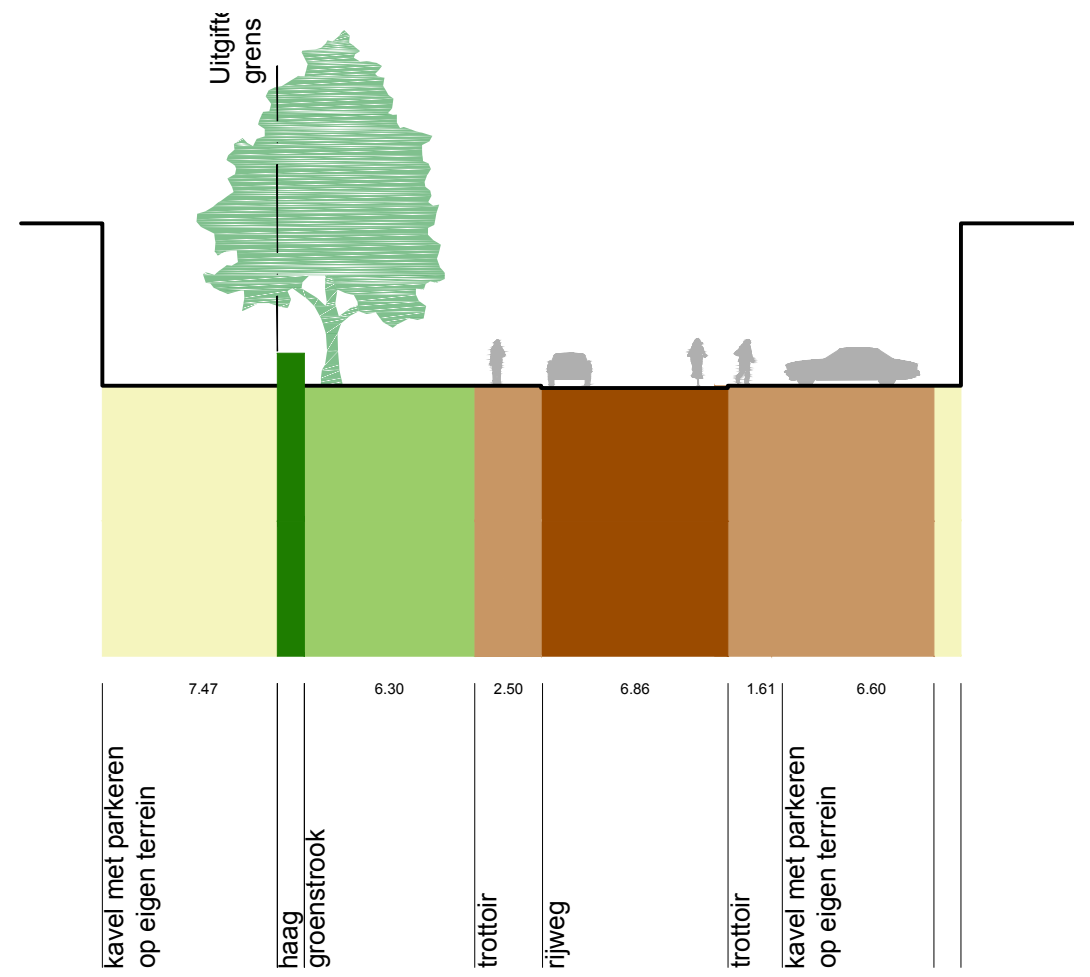 Uitgifte
grens
7.47
6.30
2.50
6.86
1.61
6.60
kavel met parkeren
op eigen terrein
haag
groenstrook
trottoir
rijweg
trottoir
kavel met parkeren
op eigen terrein